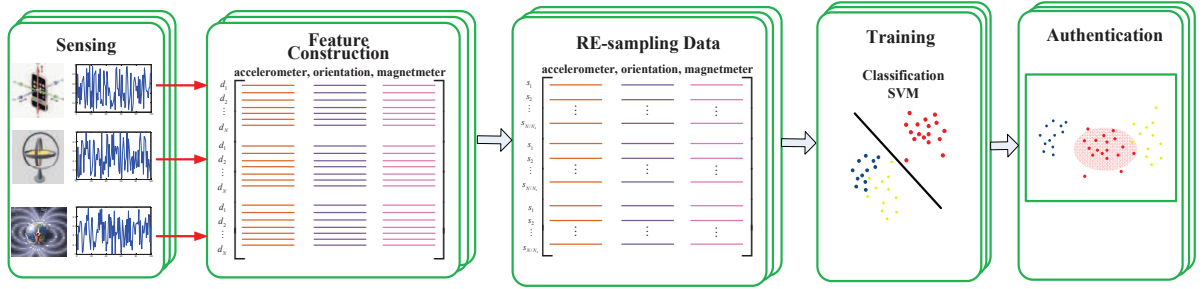 Sensing
Feature
Construction
accelerometer, orientation, magnetmeter
d1
d2
⋮
dN
d1
d2
⋮
dN
d1
d2
⋮
dN
RE-sampling Data
accelerometer, orientation, magnetmeter
s1
s2
⋮ ⋮ ⋮ ⋮
sN/Ns
s1
s2
⋮ ⋮ ⋮ ⋮
sN/Ns
s1
s2
⋮ ⋮ ⋮ ⋮
sN/Ns
Training
Classification
SVM
Authentication